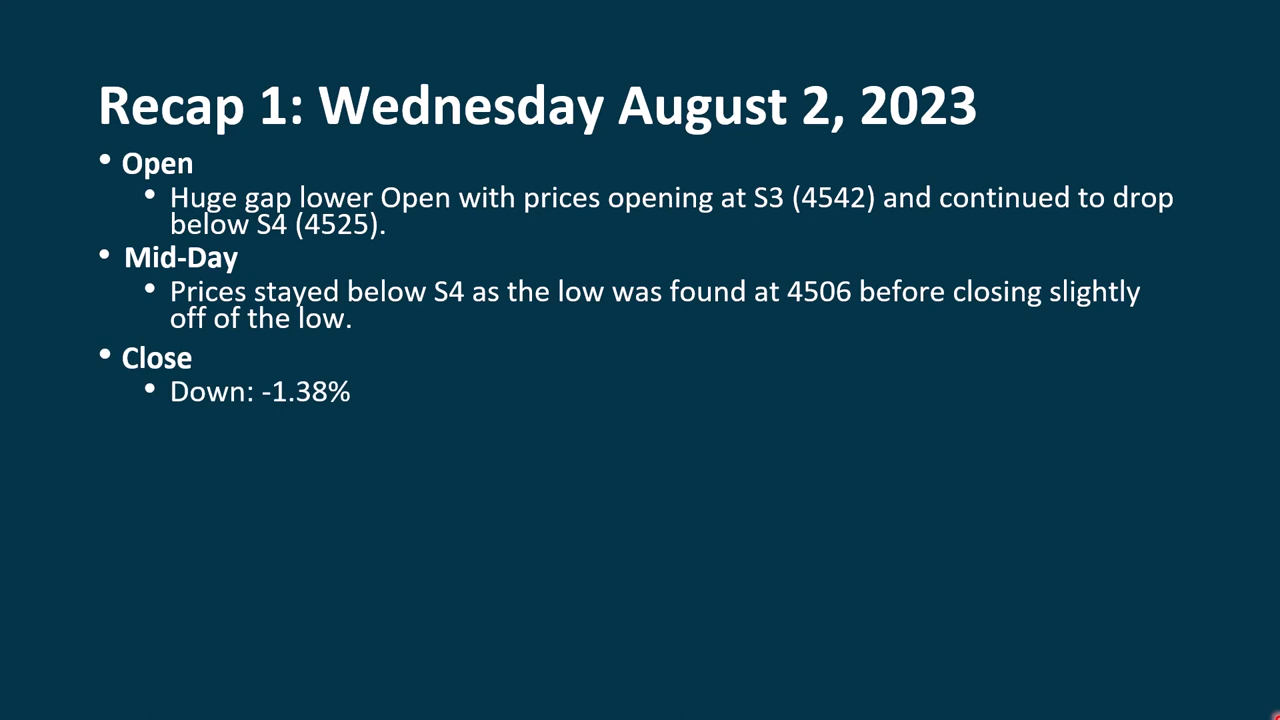 Recap 1: Wednesday August 2, 2023
• Open
• Huge gap lower Open with prices opening at S3 (4542) and continued to drop
below S4 (4525).
• Mid-Day
• Prices stayed below S4 as the low was found at 4506 before closing slightly
off of the low.
• Close
• Down: -1.38%